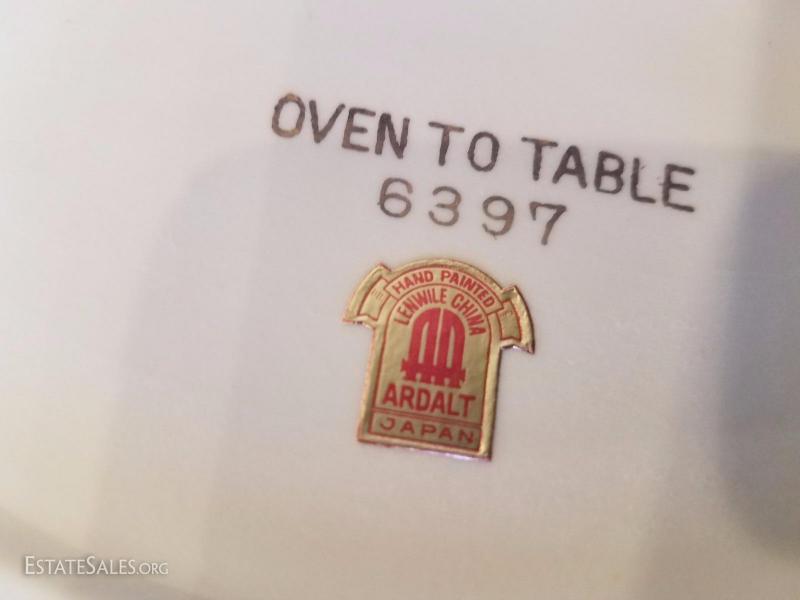 OVEN TO TABLE
6397
HAND PAINTED
LENWILE CHINA
ARDALT
JAPAN
ESTATESALES.ORG